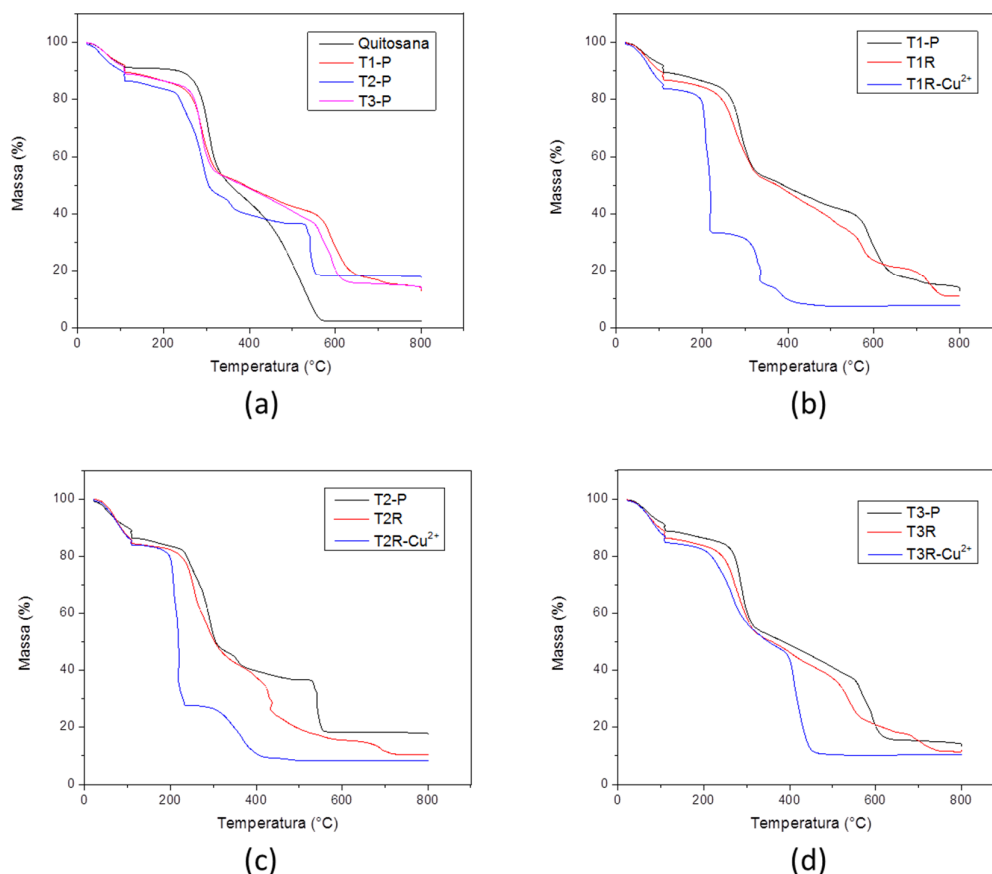 Quitosana
T1-P
T2-P
T3-P
Massa (%)
100
80
60
40
20
0
0 200 400 600 800
Temperatura (°C)
(a)
T1-P
T1R
T1R-Cu²⁺
Massa (%)
100
80
60
40
20
0
0 200 400 600 800
Temperatura (°C)
(b)
T2-P
T2R
T2R-Cu²⁺
Massa (%)
100
80
60
40
20
0
0 200 400 600 800
Temperatura (°C)
(c)
T3-P
T3R
T3R-Cu²⁺
Massa (%)
100
80
60
40
20
0
0 200 400 600 800
Temperatura (°C)
(d)